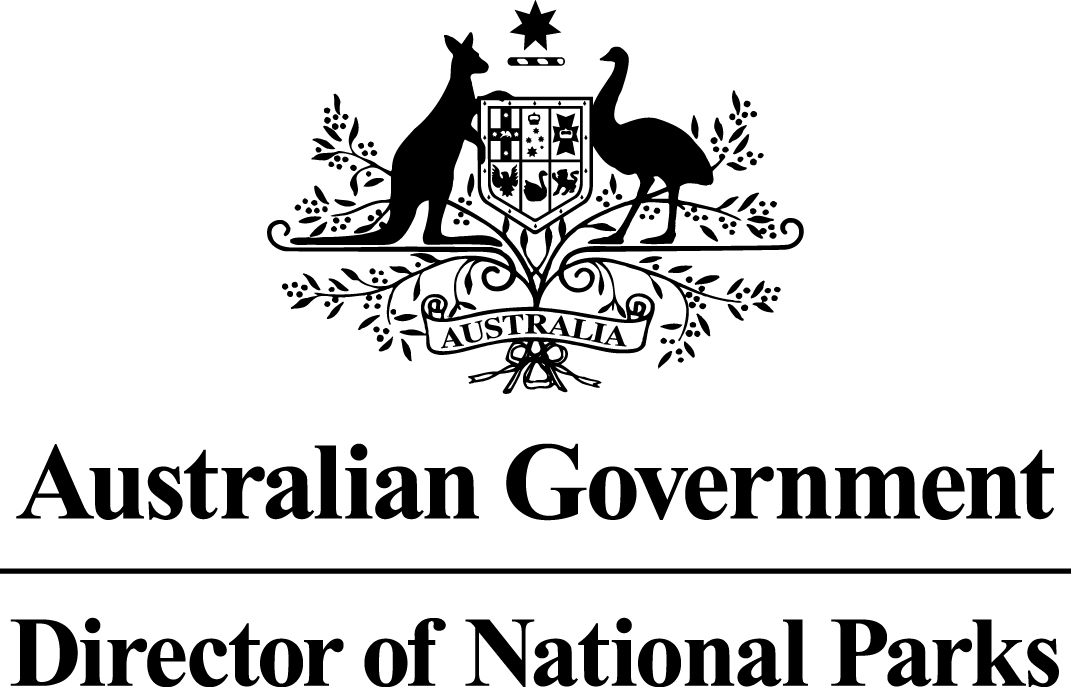 AUSTRALIA
Australian Government
Director of National Parks